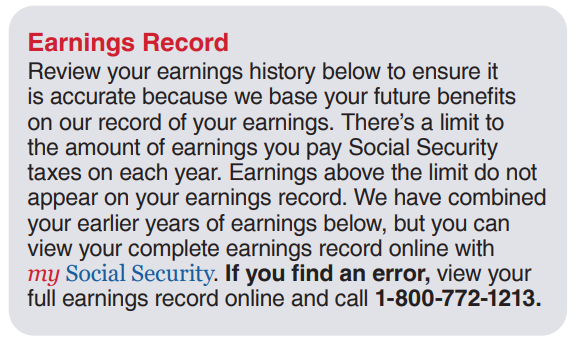 Earnings Record
Review your earnings history below to ensure it
is accurate because we base your future benefits
on our record of your earnings. There’s a limit to
the amount of earnings you pay Social Security
taxes on each year. Earnings above the limit do not
appear on your earnings record. We have combined
your earlier years of earnings below, but you can
view your complete earnings record online with
my Social Security. If you find an error, view your
full earnings record online and call 1-800-772-1213.